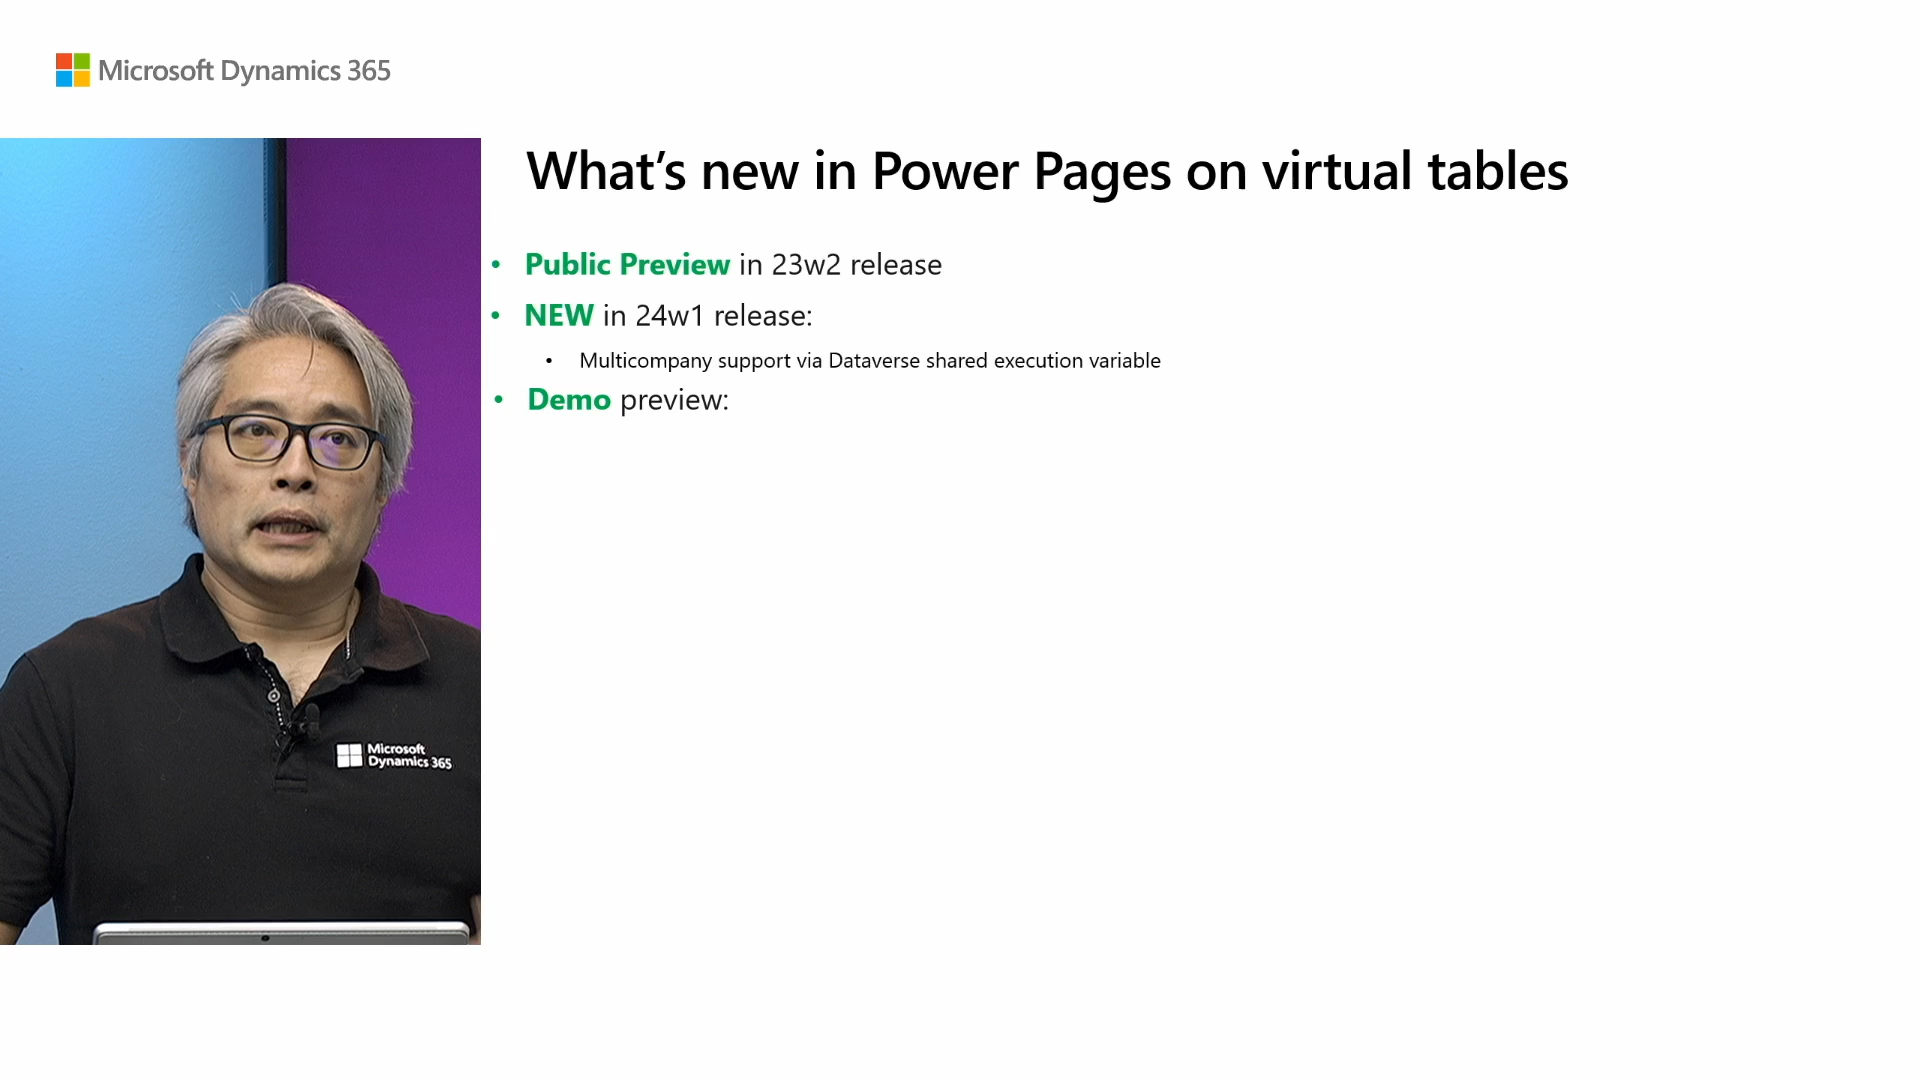 Microsoft Dynamics 365
What's new in Power Pages on virtual tables
• Public Preview in 23w2 release
• NEW in 24w1 release:
• Multicompany support via Dataverse shared execution variable
• Demo preview:
Microsoft
Dynamics 365